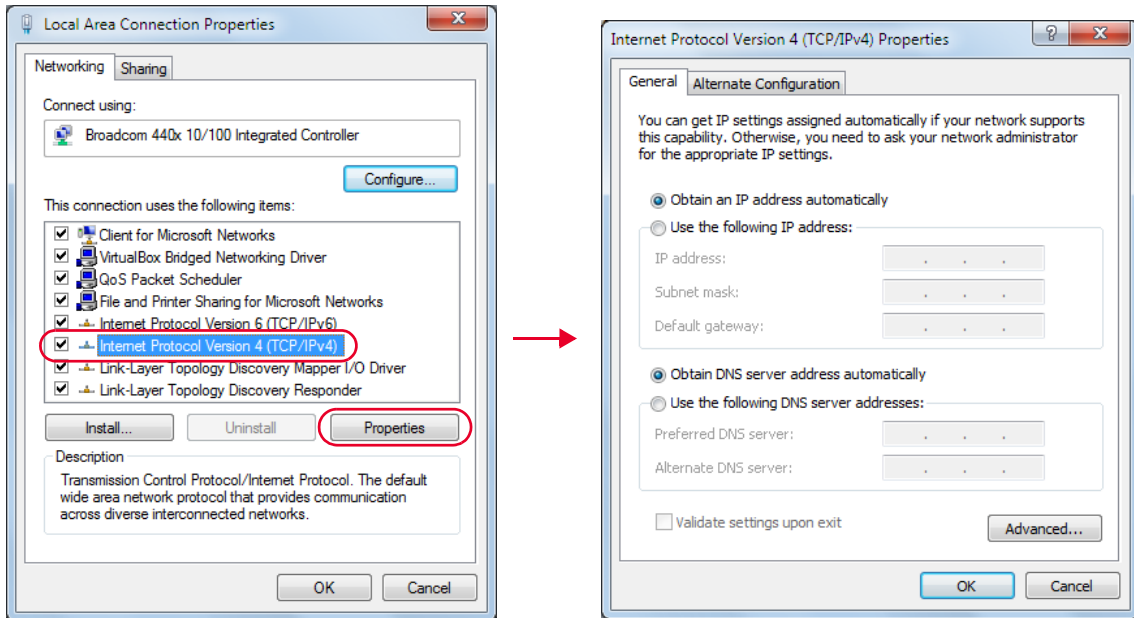 Local Area Connection Properties
Networking
Sharing
Connect using:
Broadcom 440x 10/100 Integrated Controller
Configure...
This connection uses the following items:
Client for Microsoft Networks
VirtualBox Bridged Networking Driver
QoS Packet Scheduler
File and Printer Sharing for Microsoft Networks
Internet Protocol Version 6 (TCP/IPv6)
Internet Protocol Version 4 (TCP/IPv4)
Link-Layer Topology Discovery Mapper I/O Driver
Link-Layer Topology Discovery Responder
Install...
Uninstall
Properties
Description
Transmission Control Protocol/Internet Protocol. The default
wide area network protocol that provides communication
across diverse interconnected networks.
OK
Cancel
Internet Protocol Version 4 (TCP/IPv4) Properties
General
Alternate Configuration
You can get IP settings assigned automatically if your network supports
this capability. Otherwise, you need to ask your network administrator
for the appropriate IP settings.
Obtain an IP address automatically
Use the following IP address:
IP address:
Subnet mask:
Default gateway:
Obtain DNS server address automatically
Use the following DNS server addresses:
Preferred DNS server:
Alternate DNS server:
Validate settings upon exit
Advanced...
OK
Cancel